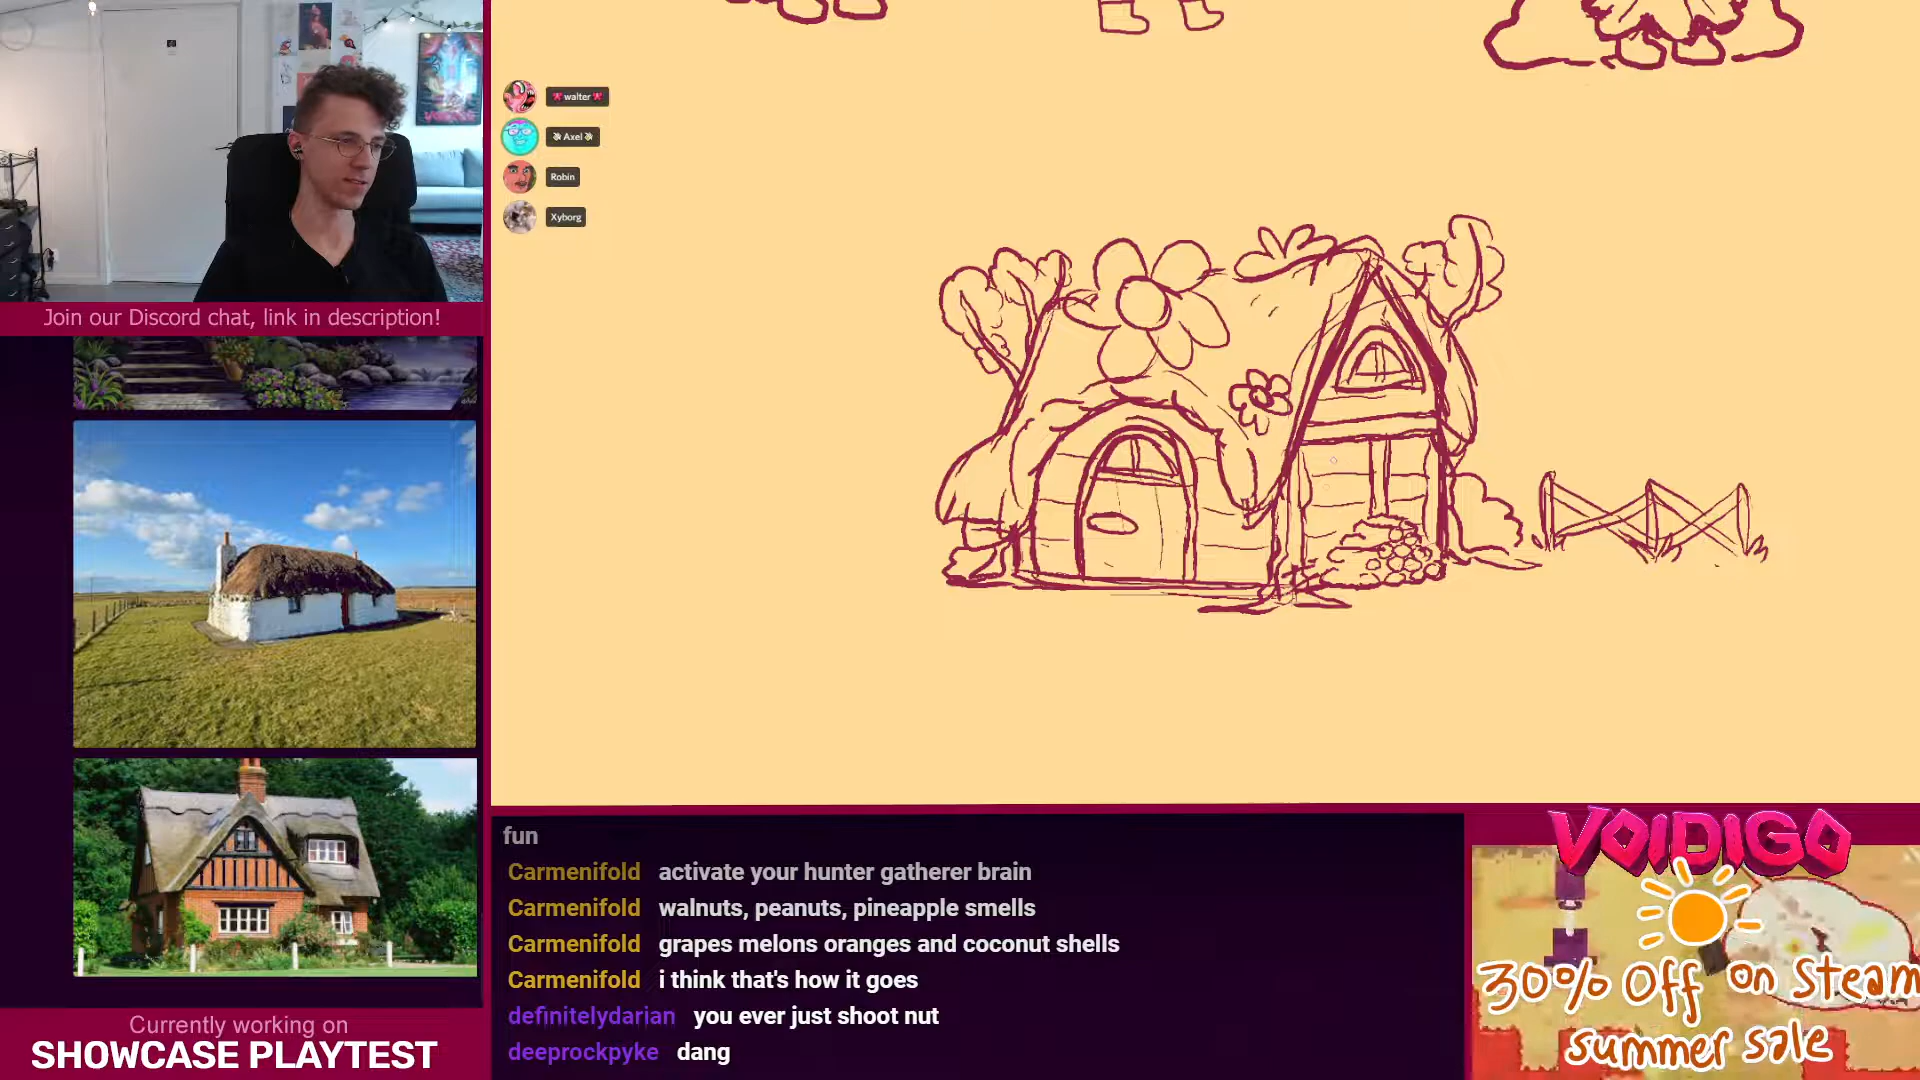 walter
Axel
Robin
Xyborg
Join our Discord chat, link in description!
fun
Carmenifold activate your hunter gatherer brain
Carmenifold walnuts, peanuts, pineapple smells
Carmenifold grapes melons oranges and coconut shells
Carmenifold i think that's how it goes
definitelydarian you ever just shoot nut
deeprockpyke dang
Currently working on
SHOWCASE PLAYTEST
VOIDIGO
30% Off on Steam
summer sale